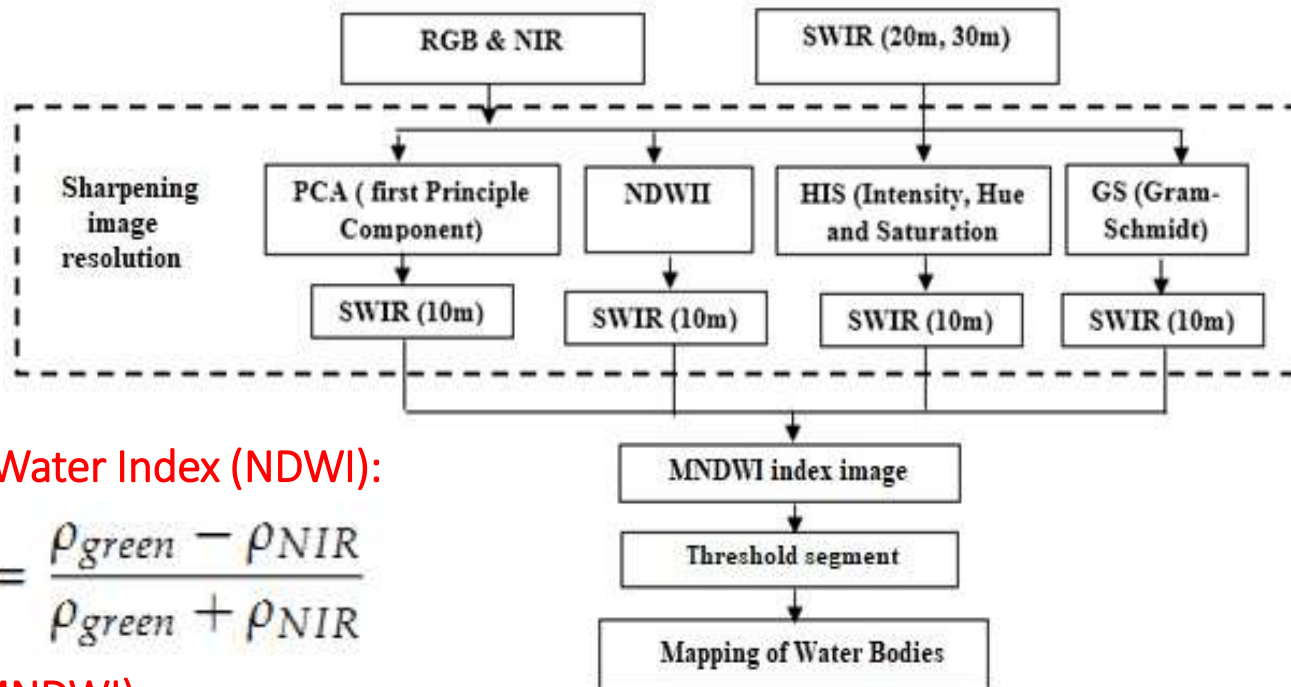 RGB & NIR
SWIR (20m, 30m)
Sharpening
image
resolution
PCA ( first Principle
Component)
NDWII
HIS (Intensity, Hue
and Saturation
GS (Gram-
Schmidt)
SWIR (10m)
SWIR (10m)
SWIR (10m)
SWIR (10m)
Water Index (NDWI):
= (ρgreen − ρNIR) / (ρgreen + ρNIR)
MNDWI index image
Threshold segment
Mapping of Water Bodies